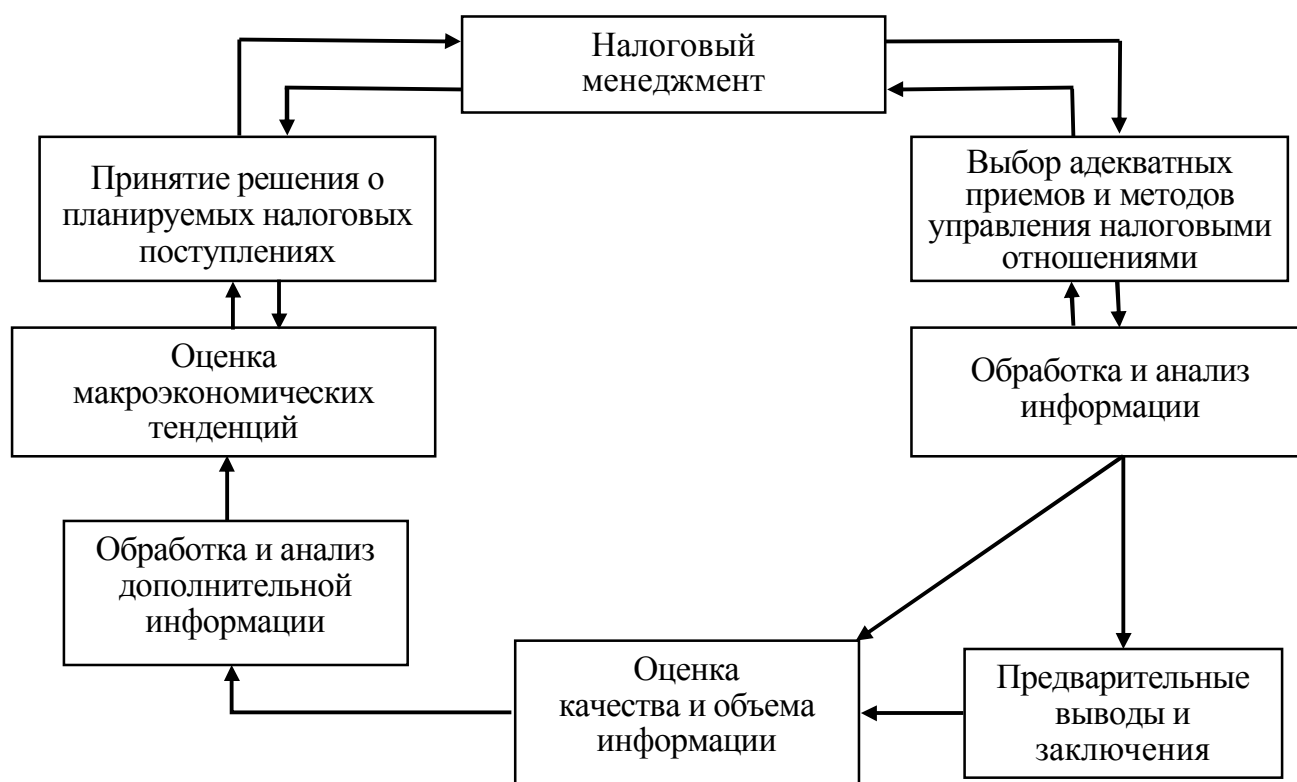 Налоговый
менеджмент
Принятие решения о
планируемых налоговых
поступлениях
Выбор адекватных
приемов и методов
управления налоговыми
отношениями
Оценка
макроэкономических
тенденций
Обработка и анализ
информации
Обработка и анализ
дополнительной
информации
Оценка
качества и объема
информации
Предварительные
выводы и
заключения